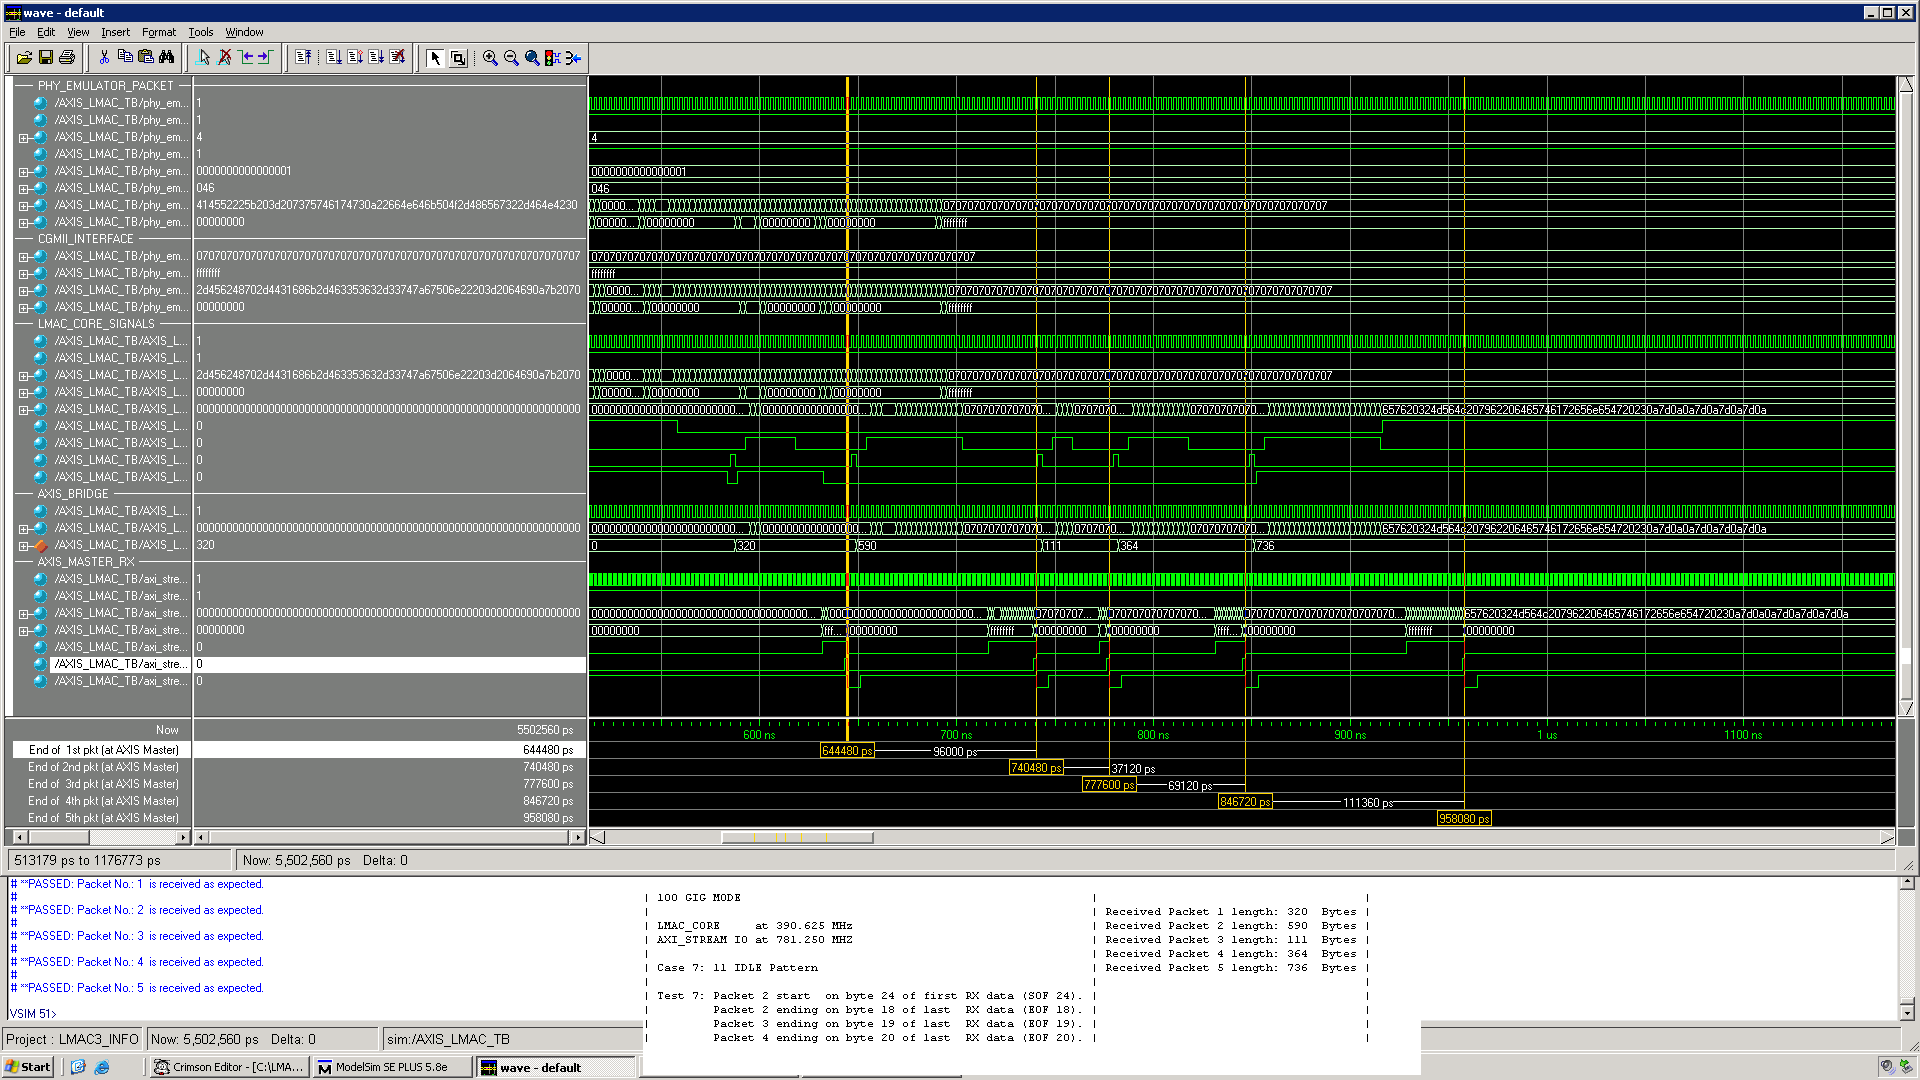 wave - default
File Edit View Insert Format Tools Window
PHY_EMULATOR_PACKET
/AXIS_LMAC_TB/phy_em... 1
/AXIS_LMAC_TB/phy_em... 1
/AXIS_LMAC_TB/phy_em... 4 4
/AXIS_LMAC_TB/phy_em... 1
/AXIS_LMAC_TB/phy_em... 0000000000000001 0000000000000001
/AXIS_LMAC_TB/phy_em... 046 046
/AXIS_LMAC_TB/phy_em... 414552225b203d207375746174730a22664e646b504f2d486567322d464e4230
/AXIS_LMAC_TB/phy_em... 00000000 00000... 00000000 00000000 00000000 ffffffff
CGMII_INTERFACE
/AXIS_LMAC_TB/phy_em... 0707070707070707070707070707070707070707070707070707070707070707
/AXIS_LMAC_TB/phy_em... ffffffff ffffffff
/AXIS_LMAC_TB/phy_em... 2d456248702d4431686b2d463353632d33747a67506e22203d2064690a7b2070
/AXIS_LMAC_TB/phy_em... 00000000 00000... 00000000 00000000 00000000 ffffffff
LMAC_CORE_SIGNALS
/AXIS_LMAC_TB/AXIS_L... 1
/AXIS_LMAC_TB/AXIS_L... 1
/AXIS_LMAC_TB/AXIS_L... 2d456248702d4431686b2d463353632d33747a67506e22203d2064690a7b2070
/AXIS_LMAC_TB/AXIS_L... 00000000 00000... 00000000 00000000 00000000 ffffffff
/AXIS_LMAC_TB/AXIS_L... 0000000000000000000000000000000000000000000000000000000000000000
/AXIS_LMAC_TB/AXIS_L... 0
/AXIS_LMAC_TB/AXIS_L... 0
/AXIS_LMAC_TB/AXIS_L... 0
/AXIS_LMAC_TB/AXIS_L... 0
AXIS_BRIDGE
/AXIS_LMAC_TB/AXIS_L... 1
/AXIS_LMAC_TB/AXIS_L... 0000000000000000000000000000000000000000000000000000000000000000
/AXIS_LMAC_TB/AXIS_L... 320 0 320 590 111 364 736
AXIS_MASTER_RX
/AXIS_LMAC_TB/axi_stre... 1
/AXIS_LMAC_TB/axi_stre... 1
/AXIS_LMAC_TB/axi_stre... 0000000000000000000000000000000000000000000000000000000000000000
/AXIS_LMAC_TB/axi_stre... 00000000 00000000 fff... 00000000 ffffffff 00000000 00000000 ffff... 00000000 ffffffff 00000000
/AXIS_LMAC_TB/axi_stre... 0
/AXIS_LMAC_TB/axi_stre... 0
/AXIS_LMAC_TB/axi_stre... 0
Now 5502560 ps 600 ns 700 ns 800 ns 900 ns 1 us 1100 ns
End of 1st pkt (at AXIS Master) 644480 ps 644480 ps 96000 ps
End of 2nd pkt (at AXIS Master) 740480 ps 740480 ps 37120 ps
End of 3rd pkt (at AXIS Master) 777600 ps 777600 ps 69120 ps
End of 4th pkt (at AXIS Master) 846720 ps 846720 ps 111360 ps
End of 5th pkt (at AXIS Master) 958080 ps 958080 ps
513179 ps to 1176773 ps Now: 5,502,560 ps Delta: 0
# **PASSED: Packet No.: 1 is received as expected.
#
# **PASSED: Packet No.: 2 is received as expected.
#
# **PASSED: Packet No.: 3 is received as expected.
#
# **PASSED: Packet No.: 4 is received as expected.
#
# **PASSED: Packet No.: 5 is received as expected.
VSIM 51>
| 100 GIG MODE
| LMAC_CORE at 390.625 MHz
| AXI_STREAM IO at 781.250 MHZ
| Case 7: 11 IDLE Pattern
| Test 7: Packet 2 start on byte 24 of first RX data (SOF 24). |
| Packet 2 ending on byte 18 of last RX data (EOF 18). |
| Packet 3 ending on byte 19 of last RX data (EOF 19). |
| Packet 4 ending on byte 20 of last RX data (EOF 20). |
| Received Packet 1 length: 320 Bytes |
| Received Packet 2 length: 590 Bytes |
| Received Packet 3 length: 111 Bytes |
| Received Packet 4 length: 364 Bytes |
| Received Packet 5 length: 736 Bytes |
Project : LMAC3_INFO Now: 5,502,560 ps Delta: 0 sim:/AXIS_LMAC_TB
Start Crimson Editor - [C:\LMA... ModelSim SE PLUS 5.8e wave - default